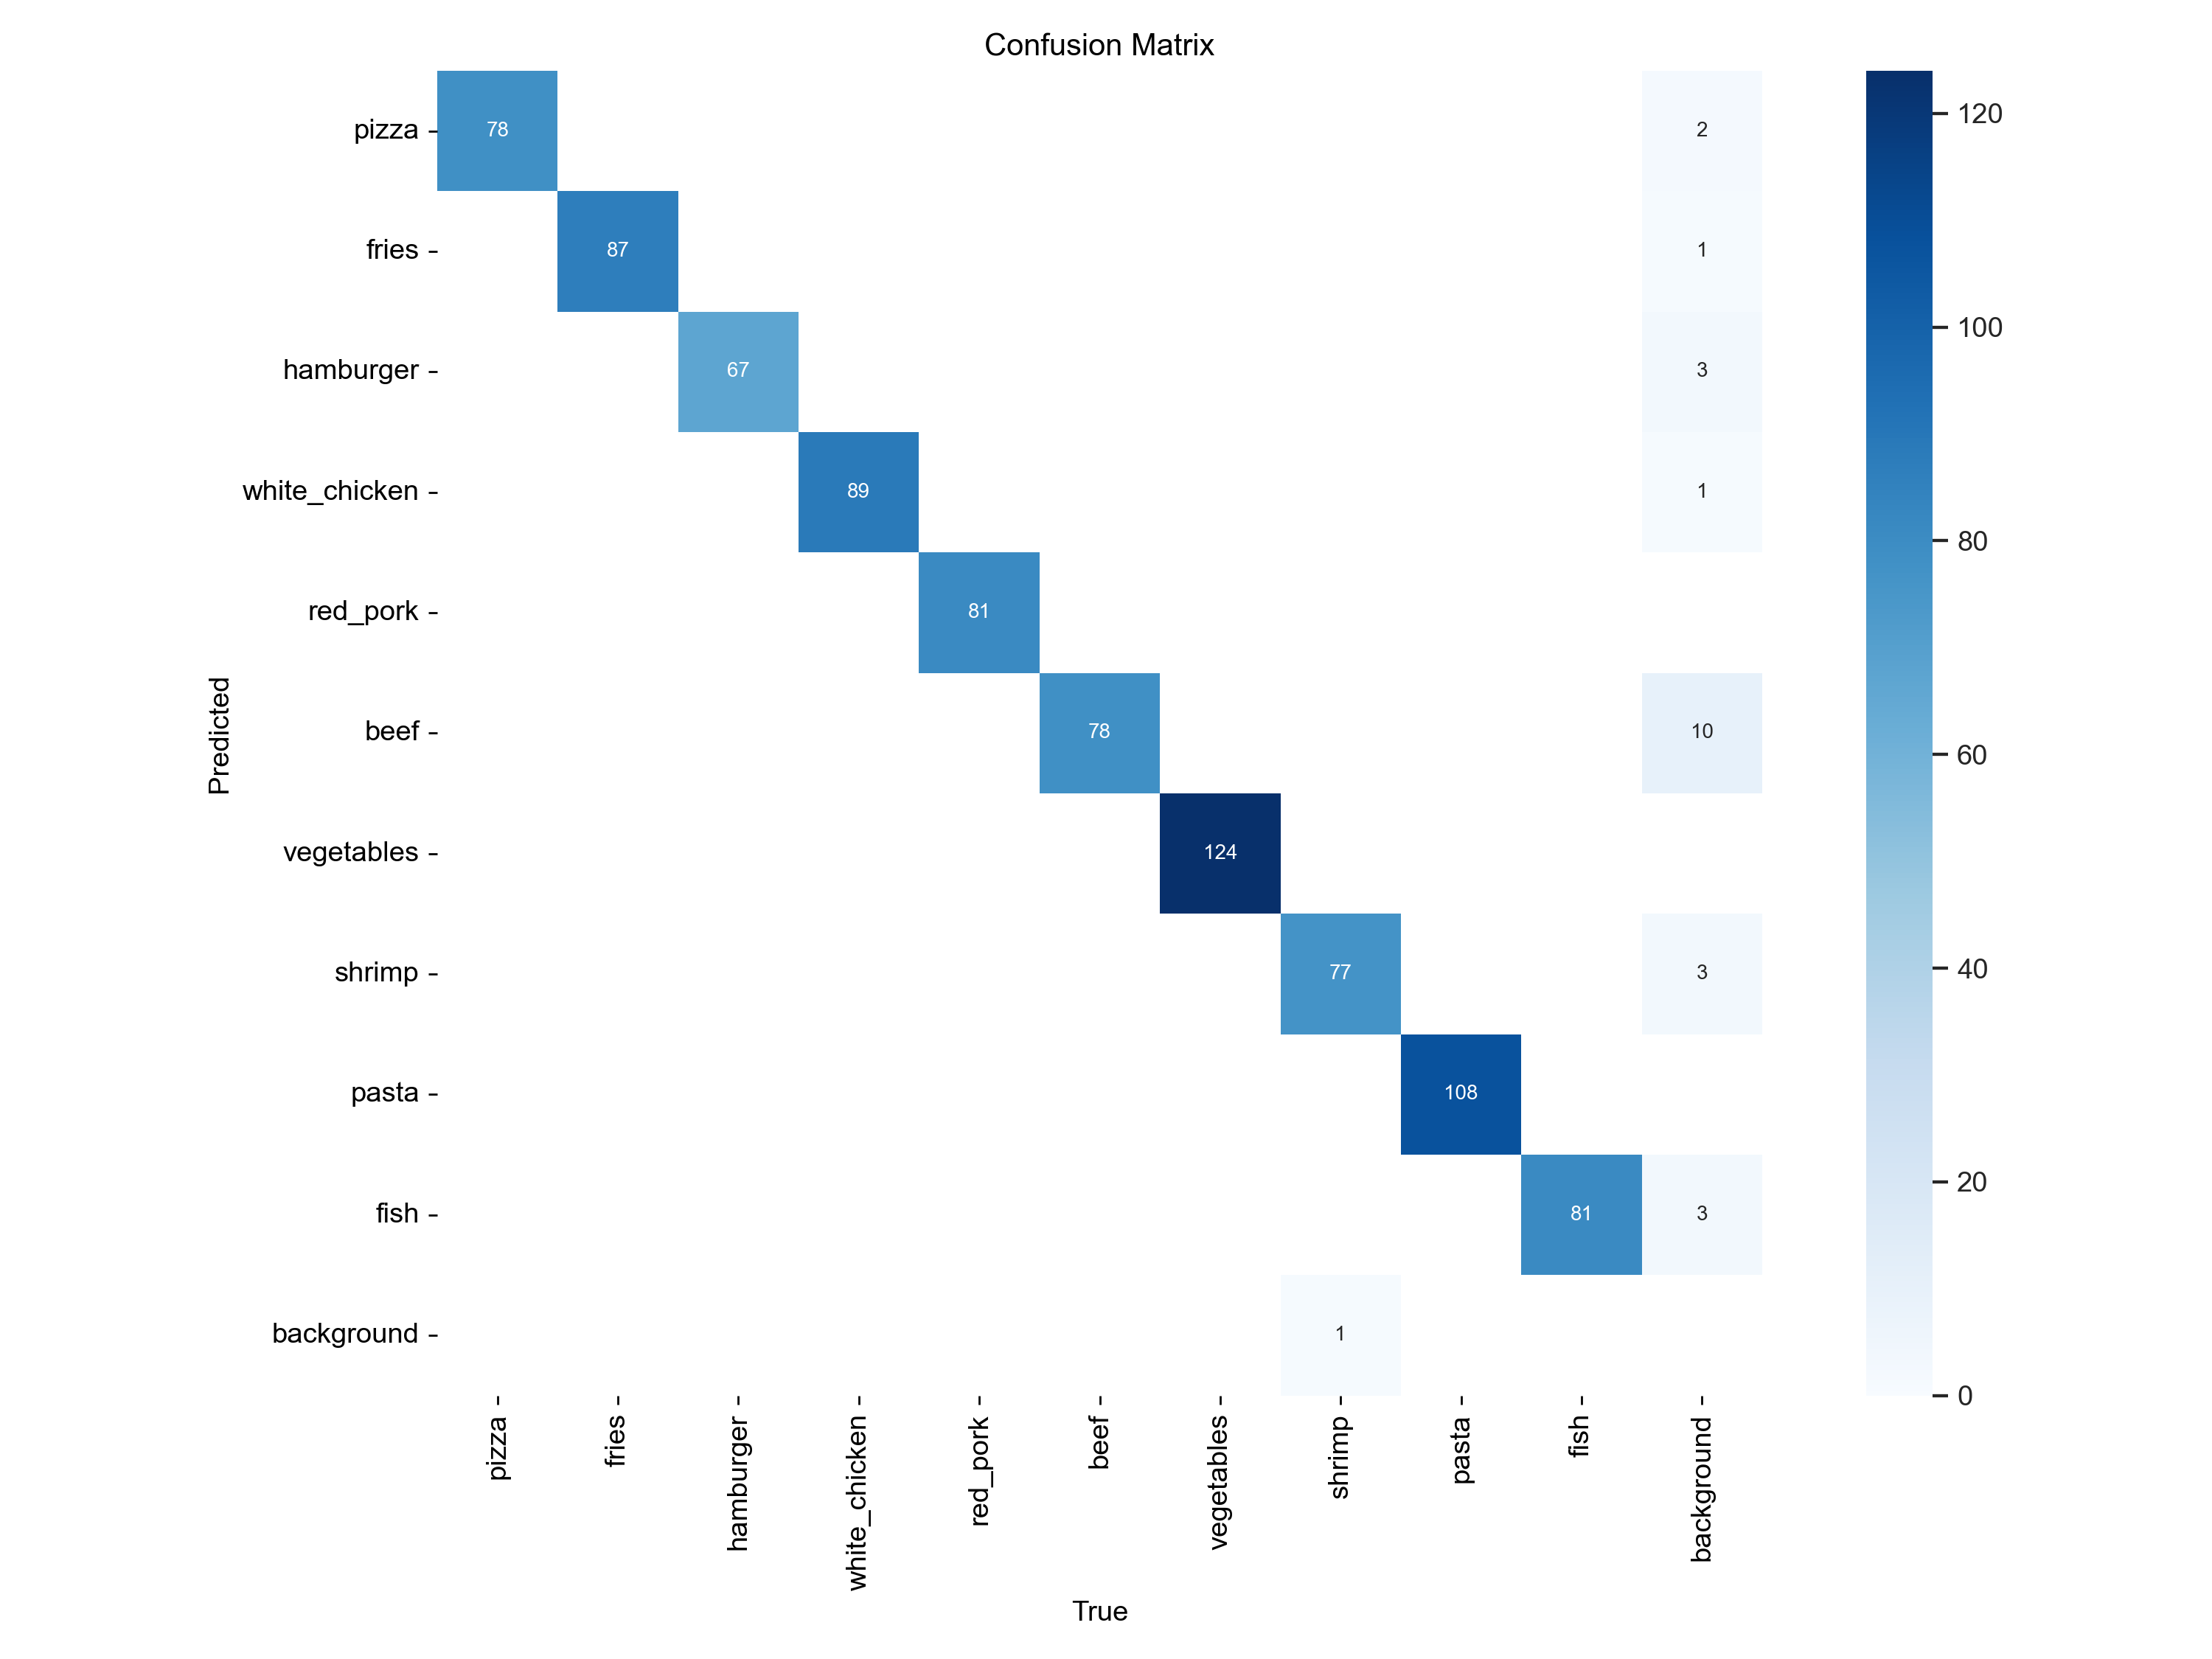 Confusion Matrix
pizza 78 2
fries 87 1
hamburger 67 3
white_chicken 89 1
red_pork 81
beef 78 10
vegetables 124
shrimp 77 3
pasta 108
fish 81 3
background 1
Predicted
pizza fries hamburger white_chicken red_pork beef vegetables shrimp pasta fish background
True
120
100
80
60
40
20
0